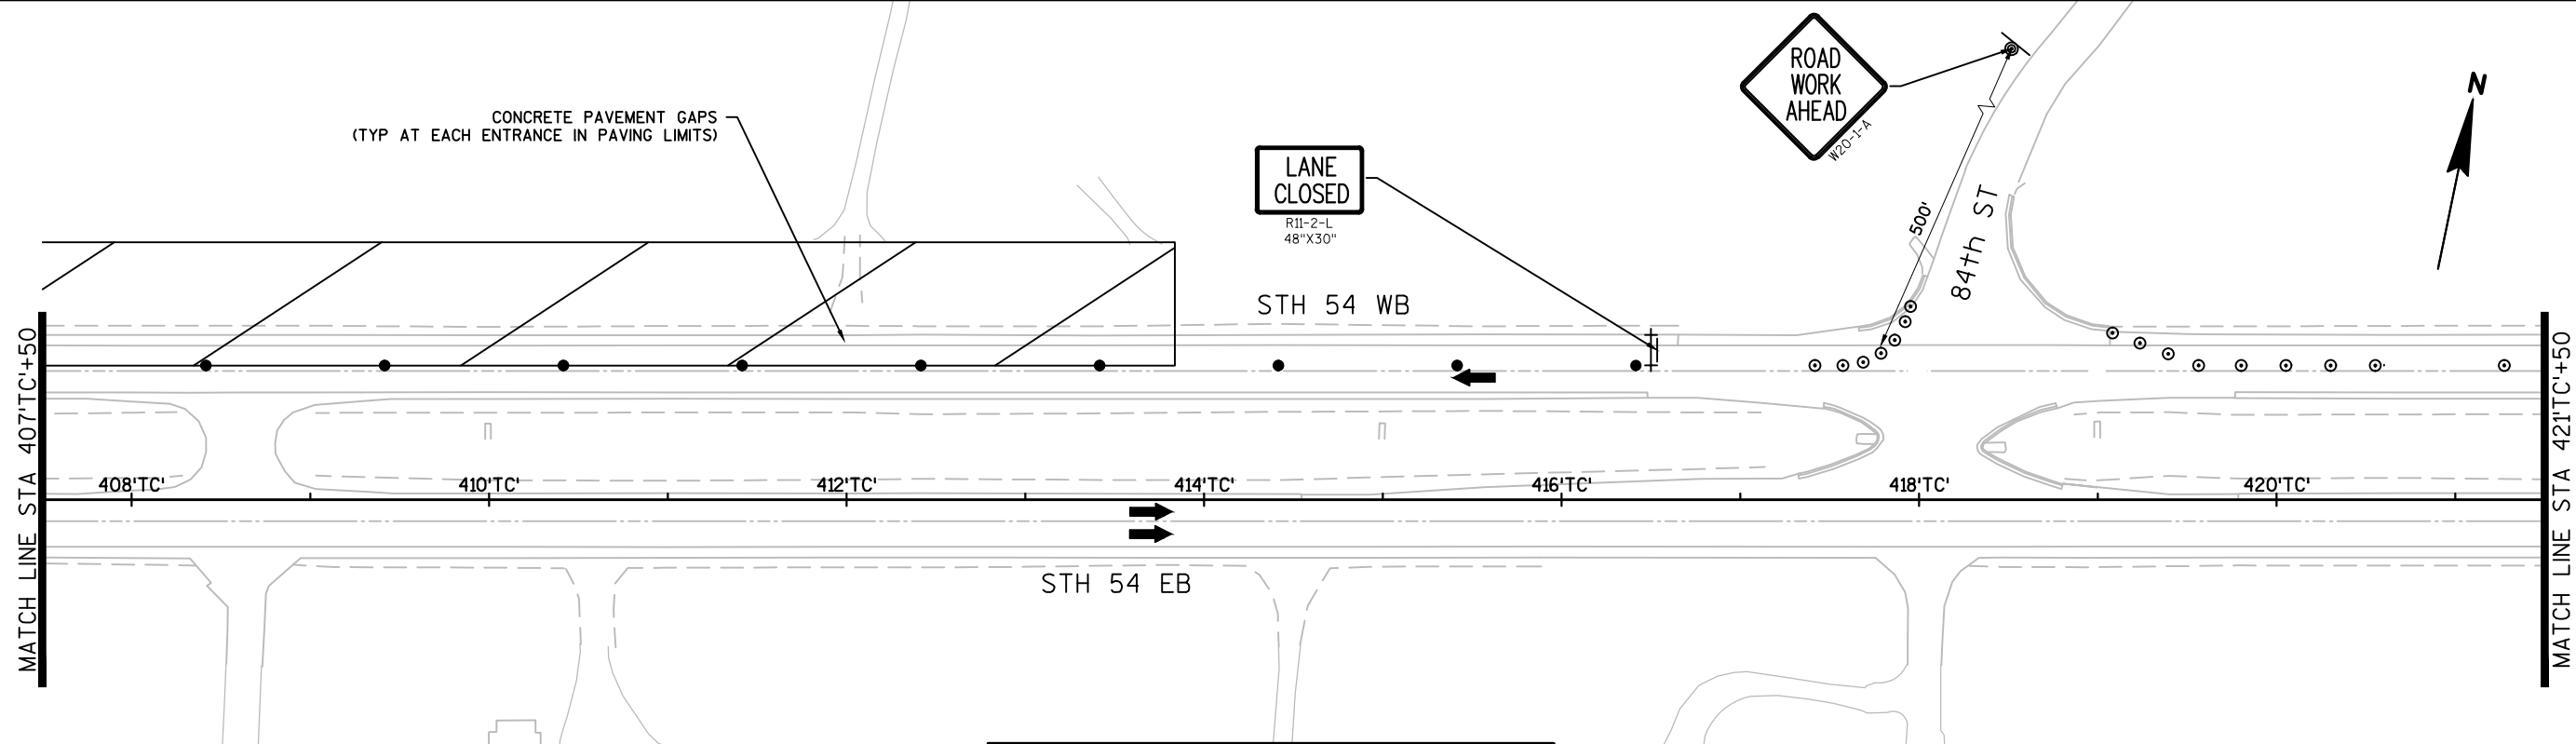 CONCRETE PAVEMENT GAPS
(TYP AT EACH ENTRANCE IN PAVING LIMITS)
LANE
CLOSED
R11-2-L
48"X30"
ROAD
WORK
AHEAD
W20-1-A
N
500'
84th ST
STH 54 WB
MATCH LINE STA 407'TC'+50
408'TC'
410'TC'
412'TC'
414'TC'
416'TC'
418'TC'
420'TC'
MATCH LINE STA 421'TC'+50
STH 54 EB